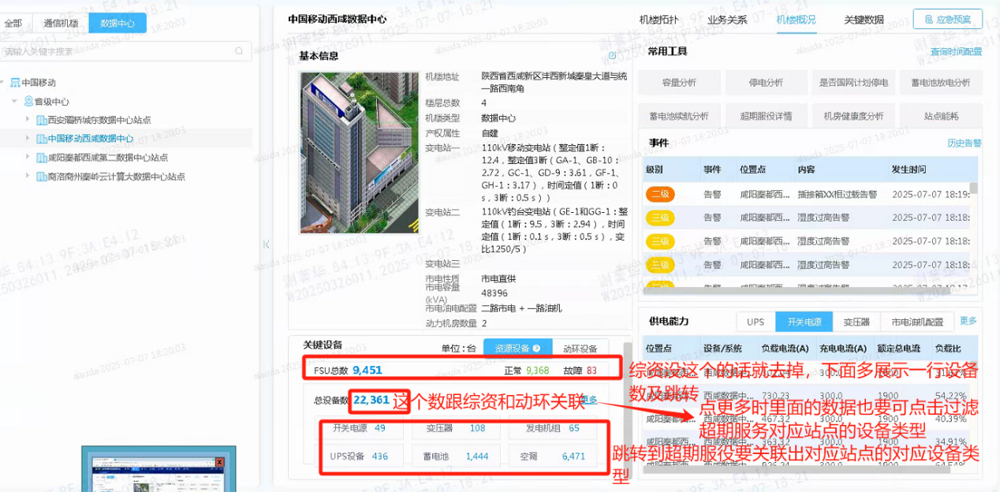 全部 通信机楼 数据中心
请输入关键字搜索
中国移动
省级中心
西安灞桥城东数据中心站点
中国移动西咸数据中心
咸阳秦都西咸第二数据中心站点
商洛商州秦岭云计算大数据中心站点
中国移动西咸数据中心
机楼拓扑 业务关系 机楼概况 关键数据 应急预案
基本信息
机楼地址 陕西省西咸新区沣西新城秦皇大道与统
一路西南角
楼层总数 4
机楼类型 数据中心
产权属性 自建
变电站一 110kV移动变电站（整定值1断：
12.4，整定值3断（GA-1、GB-10：
2.72，GC-1、GD-9：3.61，GF-1、
GH-1：3.17），时间定值（1断：0
s，3断：0.5 s））
变电站二 110kV钓台变电站（GE-1和GG-1：整
定值（1断：9.5，3断：2.94），时间
定值（1断：0.1 s，3断：0.5 s），变
比1250/5）
变电站三
市电性质 市电直供
市电容量
(kVA) 48396
市电油电配置 二路市电 + 一路油机
动力机房数量 2
关键设备 单位：台 资源设备 动环设备
FSU总数 9,451 正常 9,368 故障 83
总设备数 22,361 这个数跟综资和动环关联 更多
开关电源 49 变压器 108 发电机组 65
UPS设备 436 蓄电池 1,444 空调 6,471
常用工具 查询时间配置
容量分析 停电分析 是否国网计划停电 蓄电池放电分析
蓄电池续航分析 超期服役详情 机房健康度分析 站点能耗
事件 历史告警
级别 事件 位置点 内容 发生时间
二级 告警 咸阳秦都西... 插接箱XX相过载告警 2025-07-07 18:19:
三级 告警 咸阳秦都西... 湿度过高告警 2025-07-07 18:18:
三级 告警 咸阳秦都西... 湿度过高告警 2025-07-07 18:18:
三级 告警 咸阳秦都西... 湿度过高告警 2025-07-07 18:18:
供电能力 UPS 开关电源 变压器 市电油机配置 更多
位置点 设备/系统 负载电流(A) 充电电流(A) 额定总电流 负载比
综资没这个的话就去掉，下面多展示一行设备
数及跳转
咸阳秦都西... 西咸数据中... 730.23 300.0 1900 54.22%
点更多时里面的数据也要可点击过滤
超期服务对应站点的设备类型
咸阳秦都西... 西咸数据中... 467.32 300.0 1900 40.39%
咸阳秦都西... 西咸数据中... 363.32 300.0 1900 34.91%
跳转到超期服役要关联出对应站点的对应设备类
型